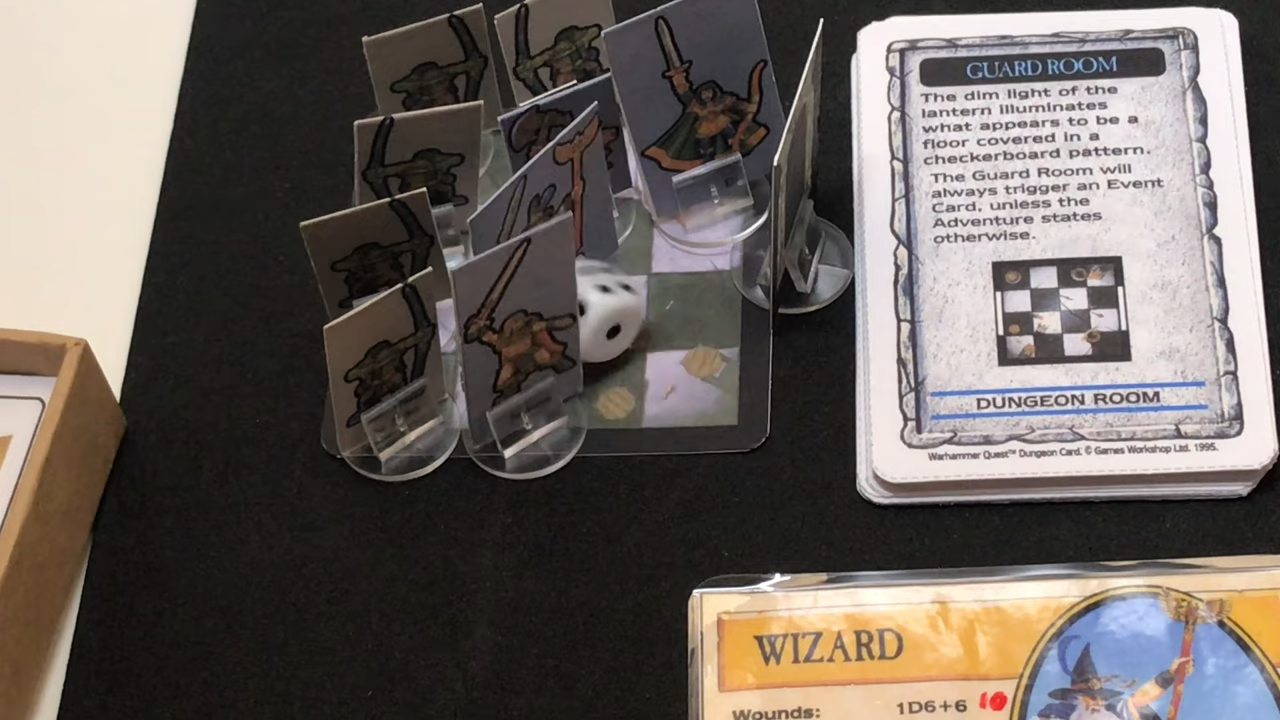 GUARD ROOM
The dim light of the
lantern illuminates
what appears to be a
floor covered in a
checkerboard pattern.
The Guard Room will
always trigger an Event
Card, unless the
Adventure states
otherwise.
DUNGEON ROOM
Warhammer Quest™ Dungeon Card. © Games Workshop Ltd. 1995.
WIZARD
Wounds: 1D6+6 10